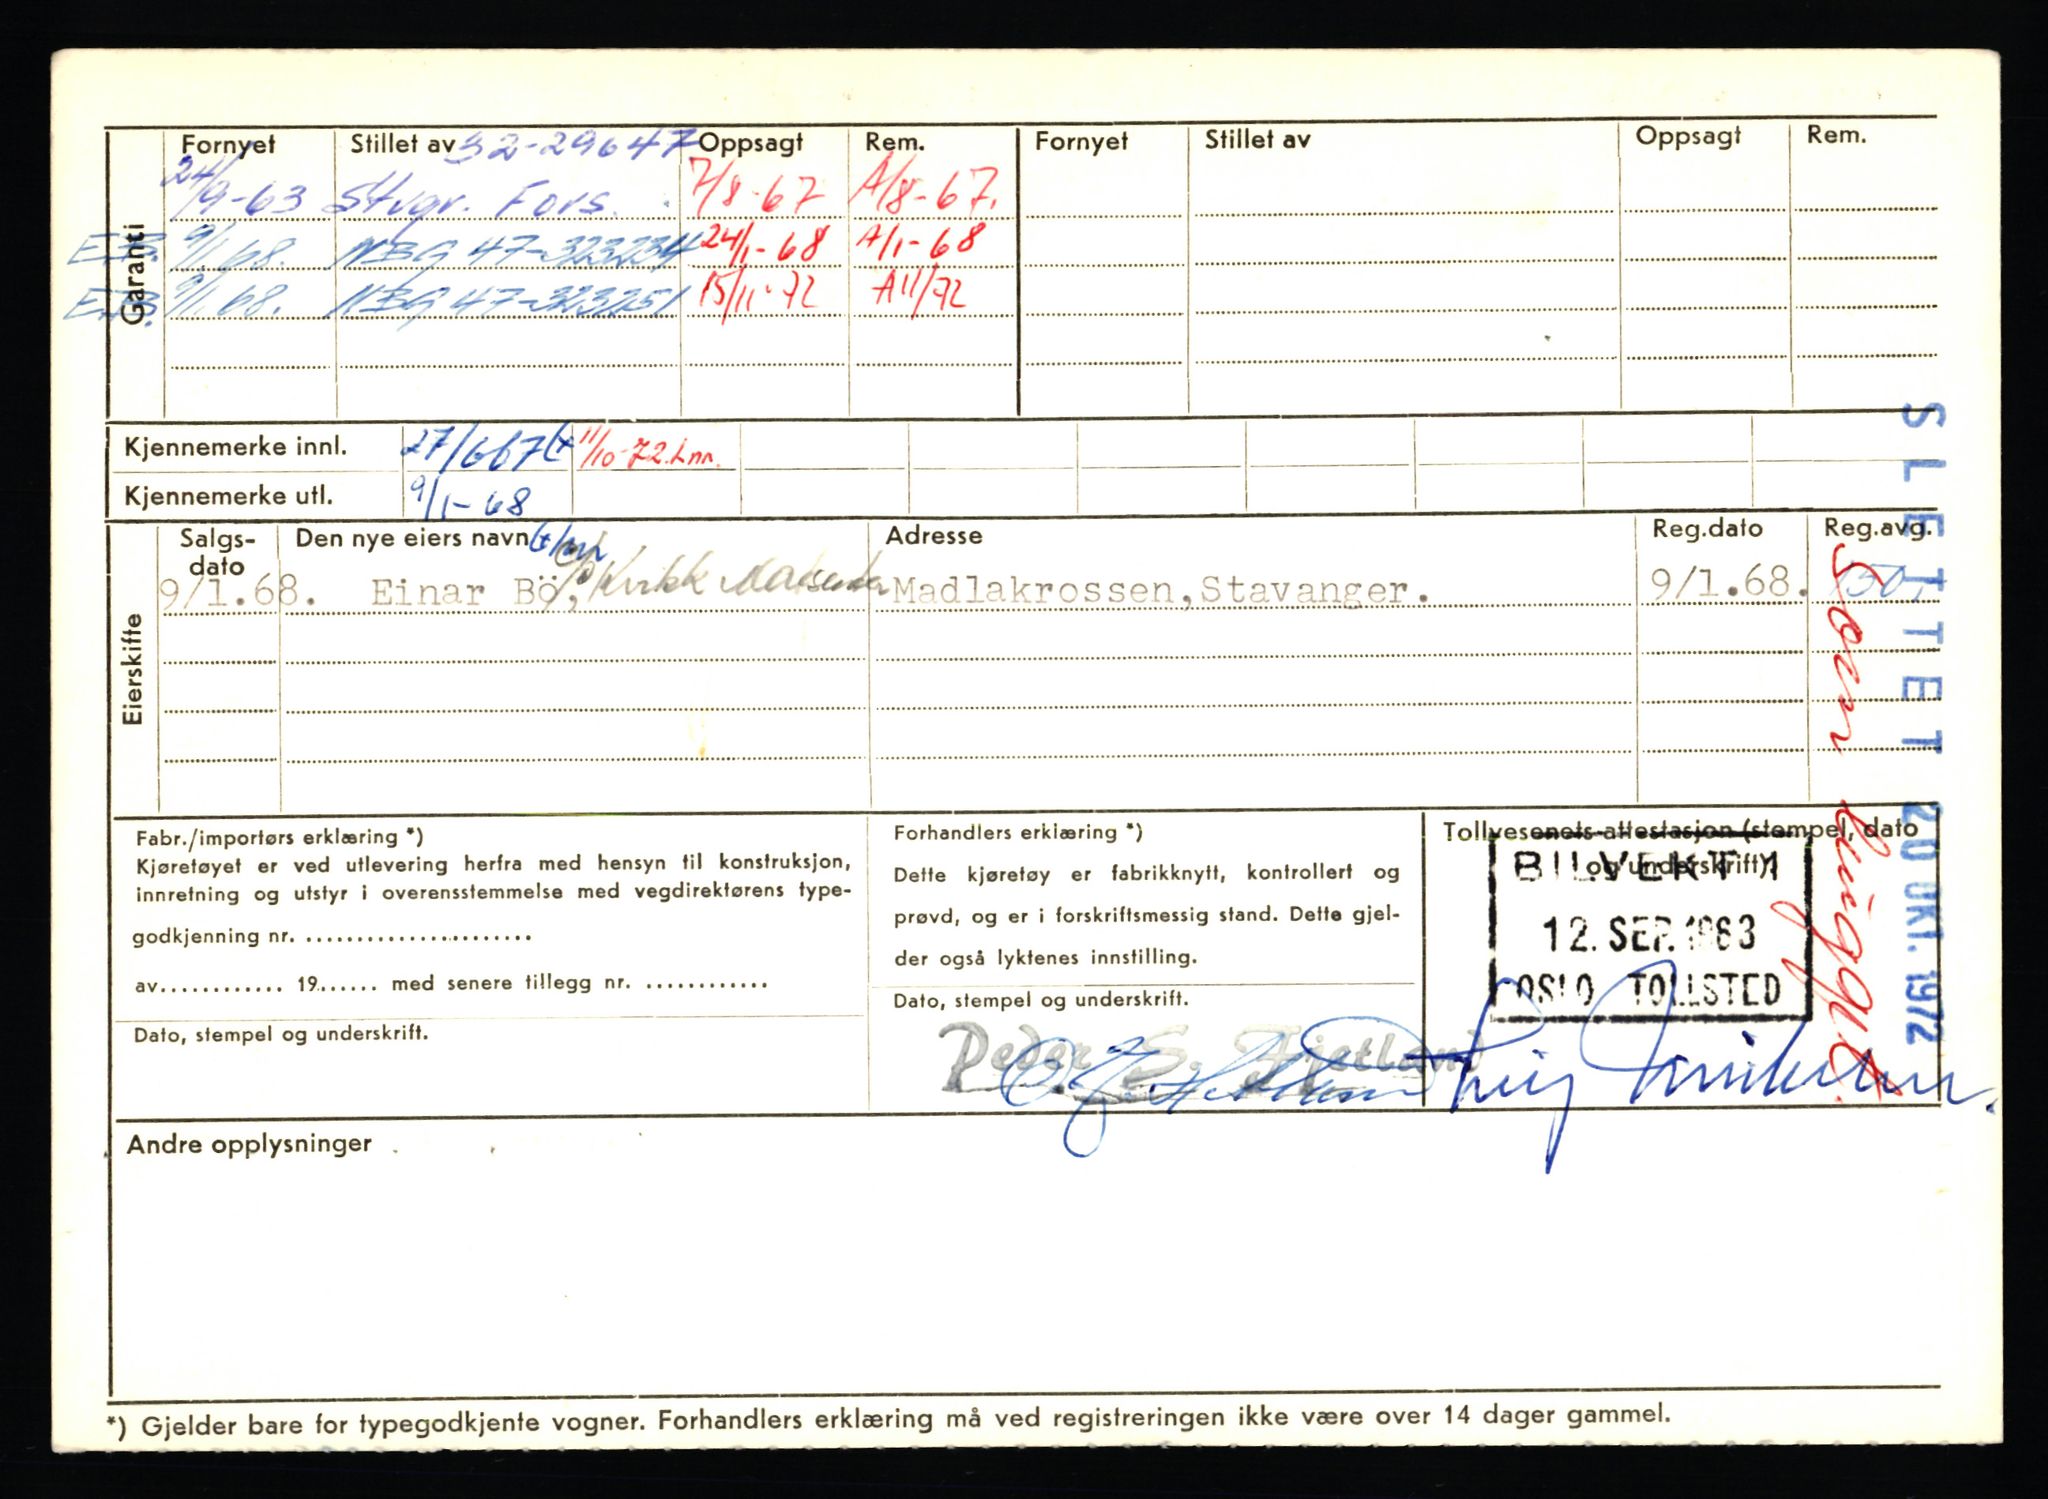 Garanti
Fornyet Stillet av 32-29647 Oppsagt Rem. Fornyet Stillet av Oppsagt Rem.
24/9-63 Stvgr. Fors. 7/8-67 A/8-67.
E.B. 9/1.68. NBG 47-323234 24/1-68 A/1-68
E.B. 9/1.68. NBG 47-323251 15/11-72 A11/72
Kjennemerke innl. 27/667 11/10-72.
Kjennemerke utl. 9/1-68
Eierskifte
Salgs-dato Den nye eiers navn Adresse Reg.dato Reg.avg.
9/1.68. Einar Bö, c/o Kvikk Madlakrossen, Stavanger. 9/1.68. 150,-
Som hugget.
SLETTET 20 OKT. 1972
Fabr./importørs erklæring *)
Kjøretøyet er ved utlevering herfra med hensyn til konstruksjon,
innretning og utstyr i overensstemmelse med vegdirektørens type-
godkjenning nr. ......................
av............ 19...... med senere tillegg nr. ............
Dato, stempel og underskrift.
Forhandlers erklæring *)
Dette kjøretøy er fabrikknytt, kontrollert og
prøvd, og er i forskriftsmessig stand. Dette gjel-
der også lyktenes innstilling.
Dato, stempel og underskrift.
Peder S. Fjetland
Tollvesenets attestasjon (stempel, dato
og underskrift).
BILVEKT 1
12. SEP. 1963
OSLO TOLLSTED
Andre opplysninger
*) Gjelder bare for typegodkjente vogner. Forhandlers erklæring må ved registreringen ikke være over 14 dager gammel.